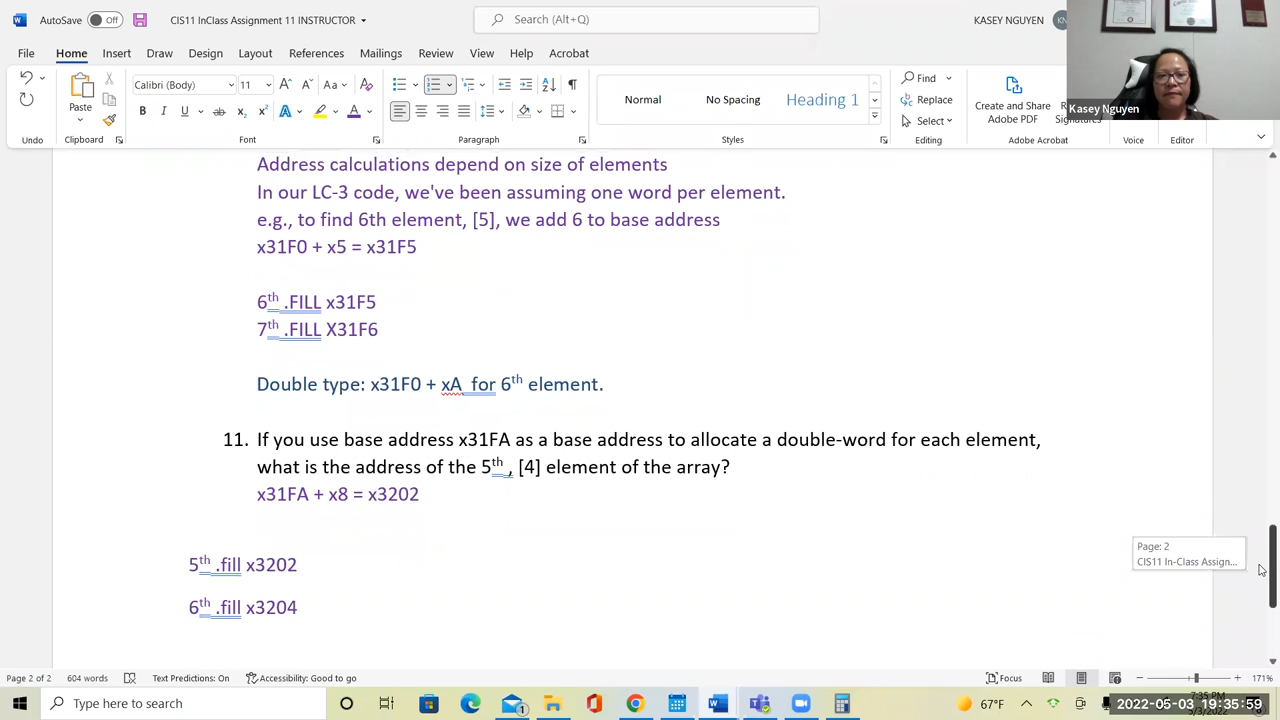 AutoSave Off CIS11 InClass Assignment 11 INSTRUCTOR Search (Alt+Q) KASEY NGUYEN KN
File Home Insert Draw Design Layout References Mailings Review View Help Acrobat
Calibri (Body) 11 Aa Normal No Spacing Heading 1 Find
Paste Replace
Select
Create and Share
Adobe PDF
Signatures
Kasey Nguyen
Undo Clipboard Font Paragraph Styles Editing Adobe Acrobat Voice Editor
Address calculations depend on size of elements
In our LC-3 code, we've been assuming one word per element.
e.g., to find 6th element, [5], we add 6 to base address
x31F0 + x5 = x31F5
6th .FILL x31F5
7th .FILL X31F6
Double type: x31F0 + xA for 6th element.
11. If you use base address x31FA as a base address to allocate a double-word for each element,
what is the address of the 5th , [4] element of the array?
x31FA + x8 = x3202
5th .fill x3202
6th .fill x3204
Page: 2
CIS11 In-Class Assign...
Page 2 of 2 604 words Text Predictions: On Accessibility: Good to go Focus 171%
Type here to search 1 67°F 2022-05-03 19:35:59